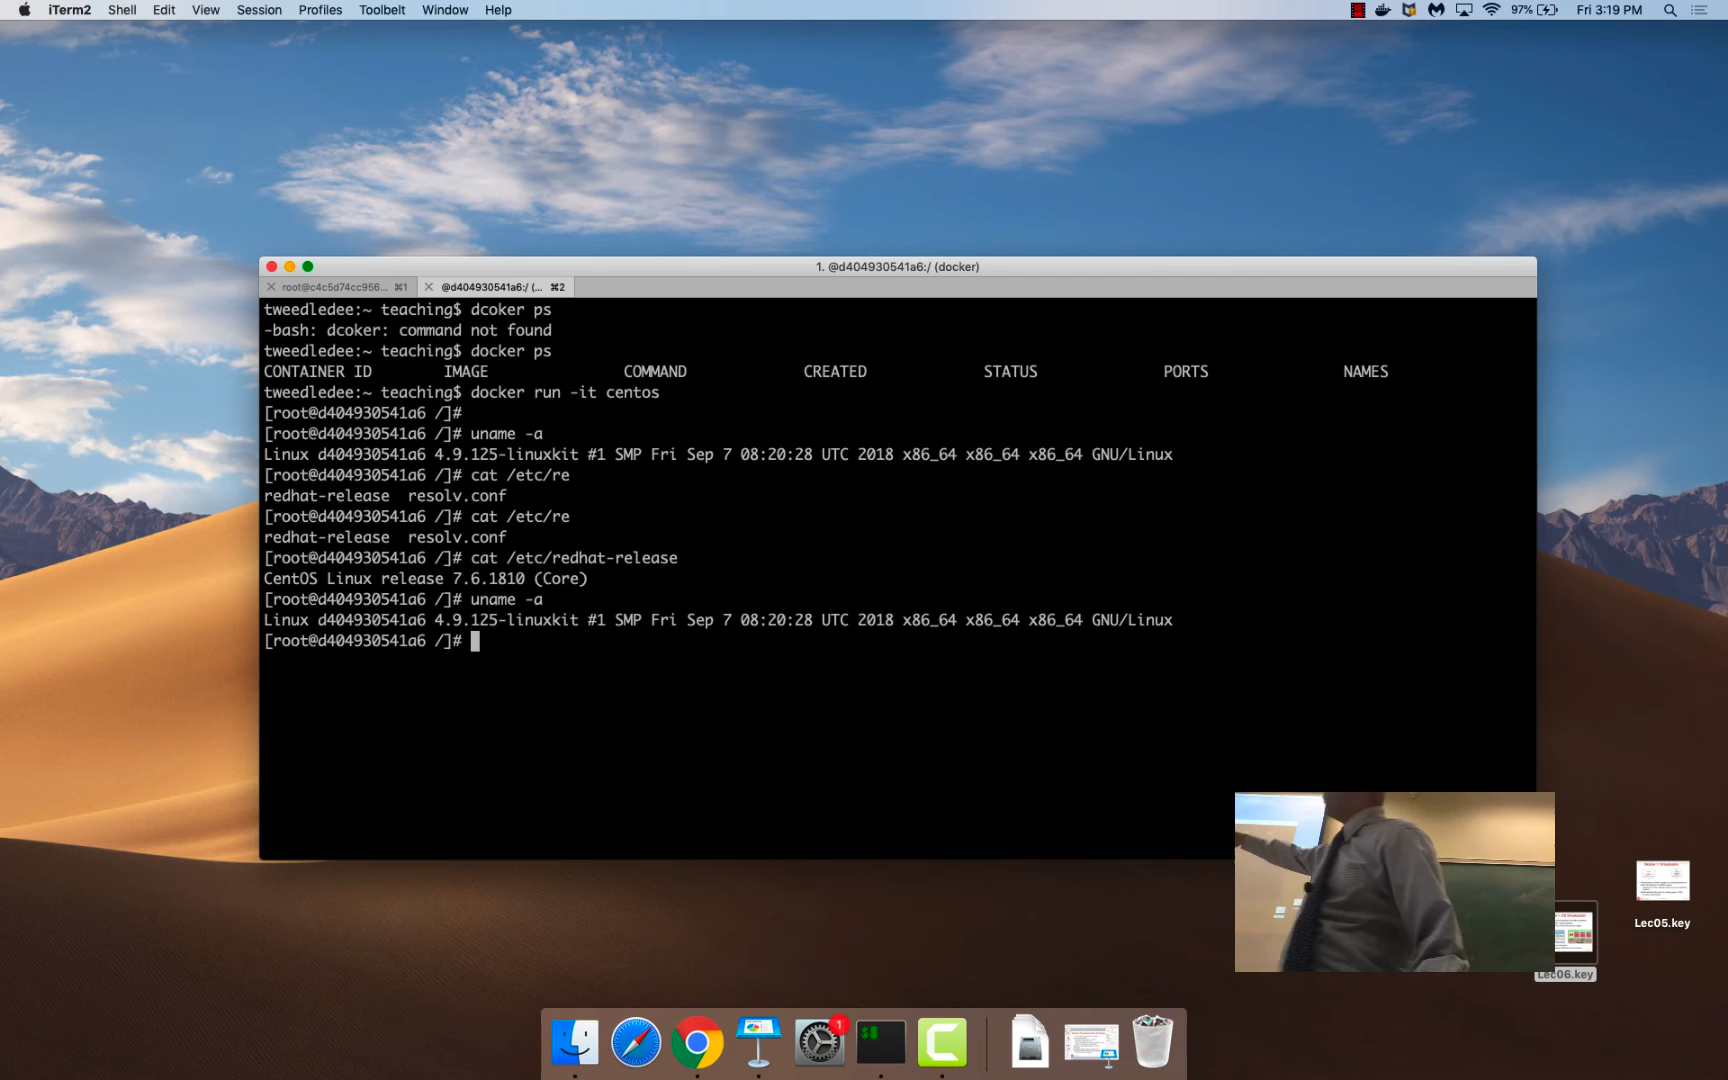 iTerm2 Shell Edit View Session Profiles Toolbelt Window Help 97% Fri 3:19 PM
1. @d404930541a6:/ (docker)
root@c4c5d74cc956... ⌘1 @d404930541a6:/ (... ⌘2
tweedledee:~ teaching$ dcoker ps
-bash: dcoker: command not found
tweedledee:~ teaching$ docker ps
CONTAINER ID IMAGE COMMAND CREATED STATUS PORTS NAMES
tweedledee:~ teaching$ docker run -it centos
[root@d404930541a6 /]#
[root@d404930541a6 /]# uname -a
Linux d404930541a6 4.9.125-linuxkit #1 SMP Fri Sep 7 08:20:28 UTC 2018 x86_64 x86_64 x86_64 GNU/Linux
[root@d404930541a6 /]# cat /etc/re
redhat-release resolv.conf
[root@d404930541a6 /]# cat /etc/re
redhat-release resolv.conf
[root@d404930541a6 /]# cat /etc/redhat-release
CentOS Linux release 7.6.1810 (Core)
[root@d404930541a6 /]# uname -a
Linux d404930541a6 4.9.125-linuxkit #1 SMP Fri Sep 7 08:20:28 UTC 2018 x86_64 x86_64 x86_64 GNU/Linux
[root@d404930541a6 /]#
Lec05.key
Lec06.key
1